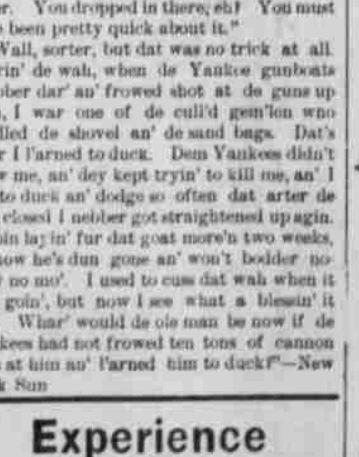 er. You dropped in there, eh? You must
e been pretty quick about it."
Wall, sorter, but dat was no trick at all.
rin' de wah, when de Yankee gunboats
ober dar' an' frowed shot at de guns up
, I war one of de cull'd gem'lon who
lled de shovel an' de sand bags. Dat's
r I l'arned to duck. Dem Yankees didn't
w me, an' dey kept tryin' to kill me, an' I
to duck an' dodge so often dat arter de
closed I nebber got straightened up agin.
bin layin' fur dat goat more'n two weeks,
now he's dun gone an' won't bodder no-
y no mo'. I used to cuss dat wah when it
goin', but now I see what a blessin' it
Whar' would de ole man be now if de
kees had not frowed ten tons of cannon
s at him an' l'arned him to duck?"—New
k Sun
Experience